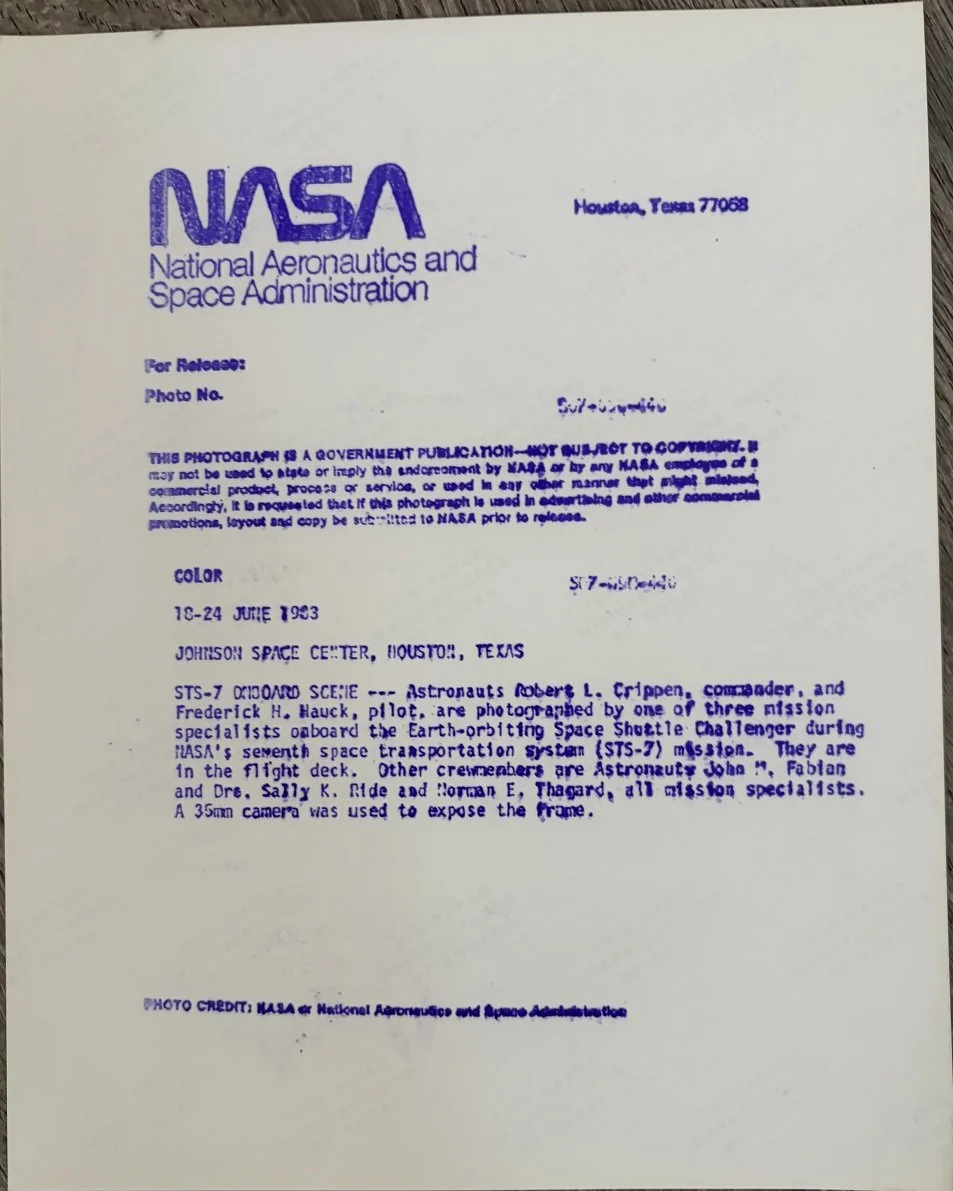 NASA
Houston, Texas 77058
National Aeronautics and
Space Administration
For Release:
Photo No.
THIS PHOTOGRAPH IS A GOVERNMENT PUBLICATION—NOT SUBJECT TO COPYRIGHT. It
may not be used to state or imply the endorsement by NASA or by any NASA employee of a
commercial product, process or service, or used in any other manner that might mislead.
Accordingly, it is requested that if this photograph is used in advertising and other commercial
promotions, layout and copy be submitted to NASA prior to release.
COLOR
18-24 JUNE 1983
JOHNSON SPACE CENTER, HOUSTON, TEXAS
STS-7 ONBOARD SCENE --- Astronauts Robert L. Crippen, commander, and
Frederick H. Hauck, pilot, are photographed by one of three mission
specialists onboard the Earth-orbiting Space Shuttle Challenger during
NASA's seventh space transportation system (STS-7) mission. They are
in the flight deck. Other crewmembers are Astronauts John M. Fabian
and Drs. Sally K. Ride and Norman E. Thagard, all mission specialists.
A 35mm camera was used to expose the frame.
PHOTO CREDIT: NASA or National Aeronautics and Space Administration